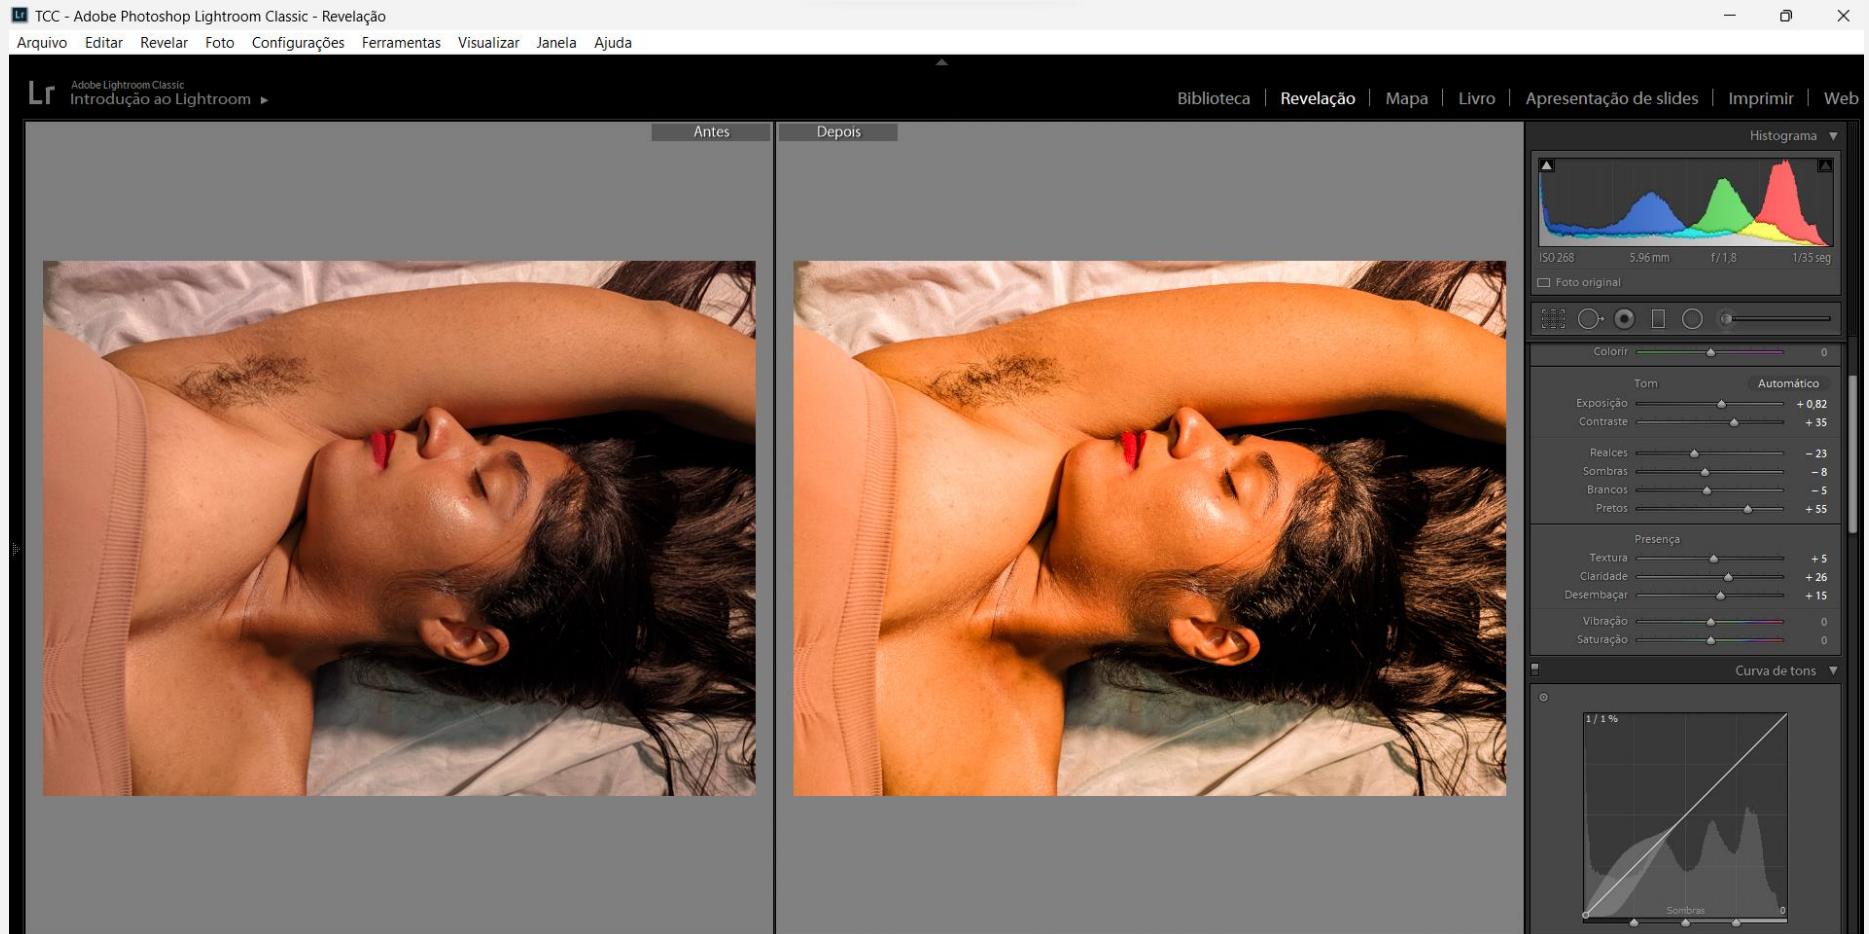 TCC - Adobe Photoshop Lightroom Classic - Revelação
Arquivo Editar Revelar Foto Configurações Ferramentas Visualizar Janela Ajuda
Lr
Adobe Lightroom Classic
Introdução ao Lightroom
Biblioteca | Revelação | Mapa | Livro | Apresentação de slides | Imprimir | Web
Antes
Depois
Histograma
ISO 268 5.96 mm f / 1,8 1/35 seg
Foto original
Colorir 0
Tom Automático
Exposição + 0,82
Contraste + 35
Realces – 23
Sombras – 8
Brancos – 5
Pretos + 55
Presença
Textura + 5
Claridade + 26
Desembaçar + 15
Vibração 0
Saturação 0
Curva de tons
1 / 1 %
Sombras 0